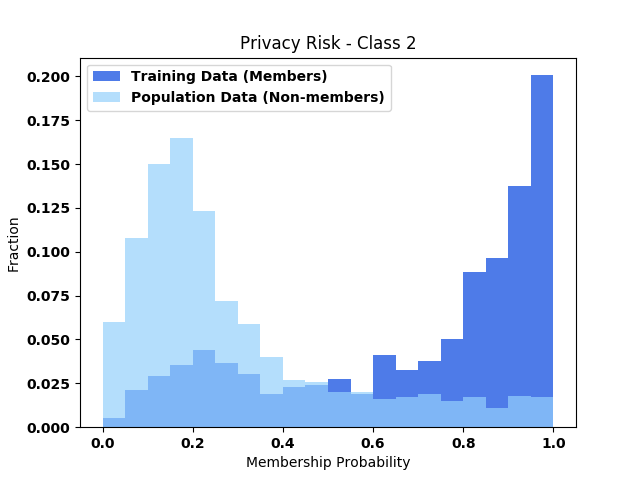 Privacy Risk - Class 2
Training Data (Members)
Population Data (Non-members)
0.200
0.175
0.150
0.125
0.100
0.075
0.050
0.025
0.000
Fraction
0.0 0.2 0.4 0.6 0.8 1.0
Membership Probability